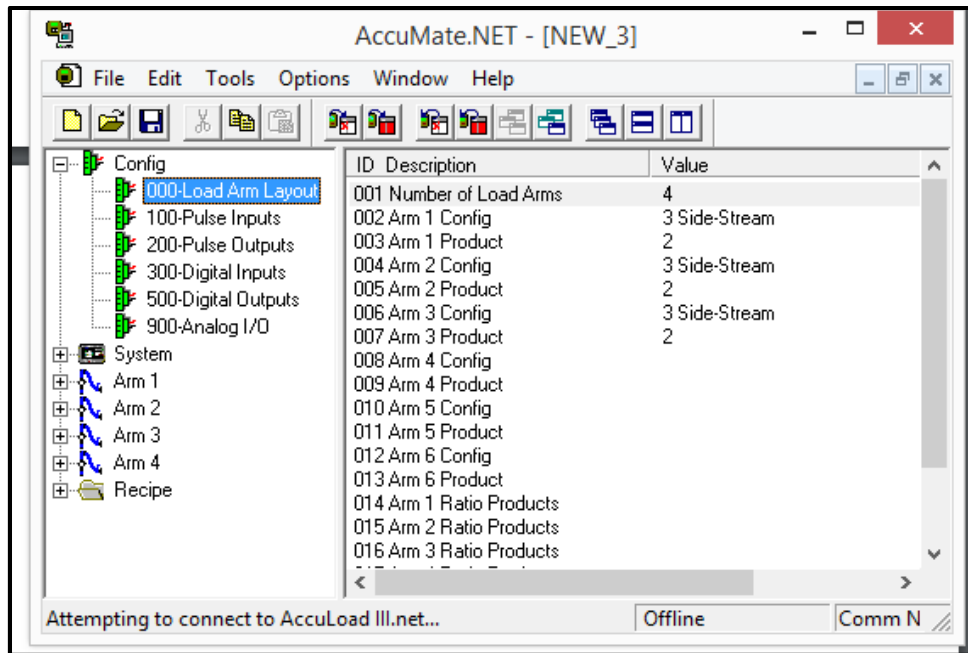 AccuMate.NET - [NEW_3]
File Edit Tools Options Window Help
Config
000-Load Arm Layout
100-Pulse Inputs
200-Pulse Outputs
300-Digital Inputs
500-Digital Outputs
900-Analog I/O
System
Arm 1
Arm 2
Arm 3
Arm 4
Recipe
ID Description Value
001 Number of Load Arms 4
002 Arm 1 Config 3 Side-Stream
003 Arm 1 Product 2
004 Arm 2 Config 3 Side-Stream
005 Arm 2 Product 2
006 Arm 3 Config 3 Side-Stream
007 Arm 3 Product 2
008 Arm 4 Config
009 Arm 4 Product
010 Arm 5 Config
011 Arm 5 Product
012 Arm 6 Config
013 Arm 6 Product
014 Arm 1 Ratio Products
015 Arm 2 Ratio Products
016 Arm 3 Ratio Products
Attempting to connect to AccuLoad III.net... Offline Comm N